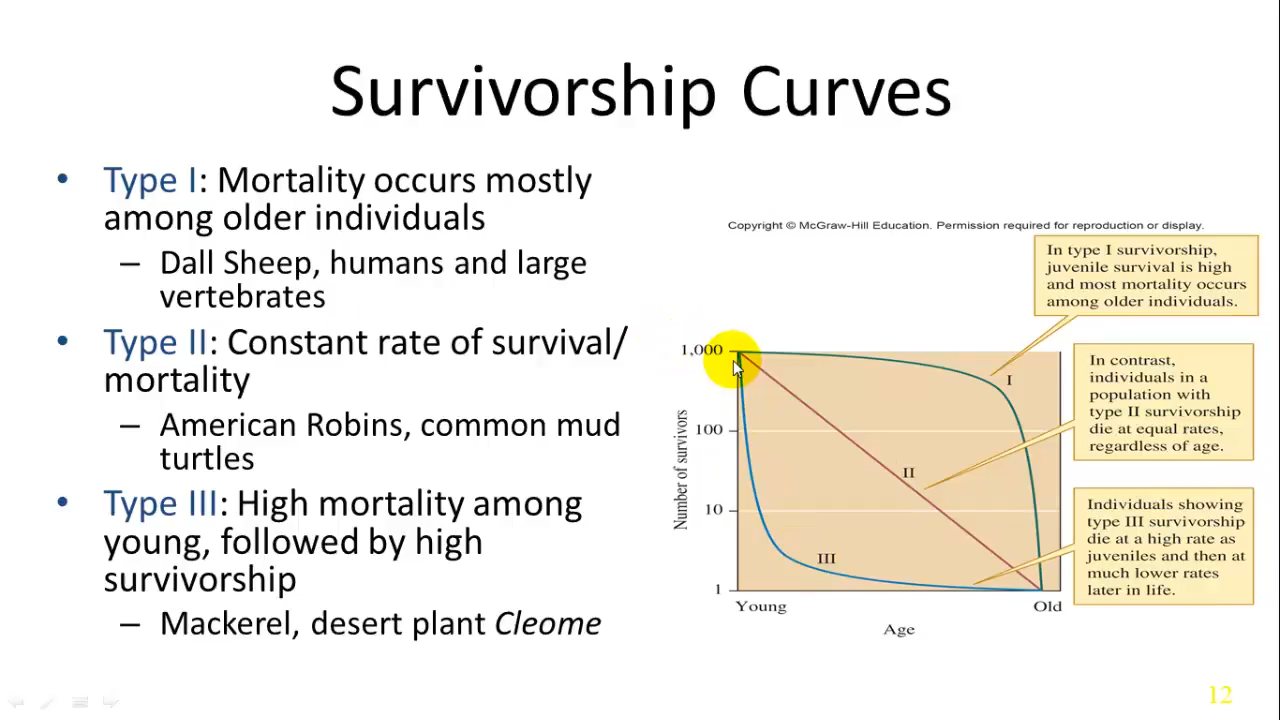 Survivorship Curves
• Type I: Mortality occurs mostly
among older individuals
– Dall Sheep, humans and large
vertebrates
• Type II: Constant rate of survival/
mortality
– American Robins, common mud
turtles
• Type III: High mortality among
young, followed by high
survivorship
– Mackerel, desert plant Cleome
Copyright © McGraw-Hill Education. Permission required for reproduction or display.
In type I survivorship,
juvenile survival is high
and most mortality occurs
among older individuals.
In contrast,
individuals in a
population with
type II survivorship
die at equal rates,
regardless of age.
Individuals showing
type III survivorship
die at a high rate as
juveniles and then at
much lower rates
later in life.
Number of survivors
1,000
100
10
1
I
II
III
Young
Old
Age
12